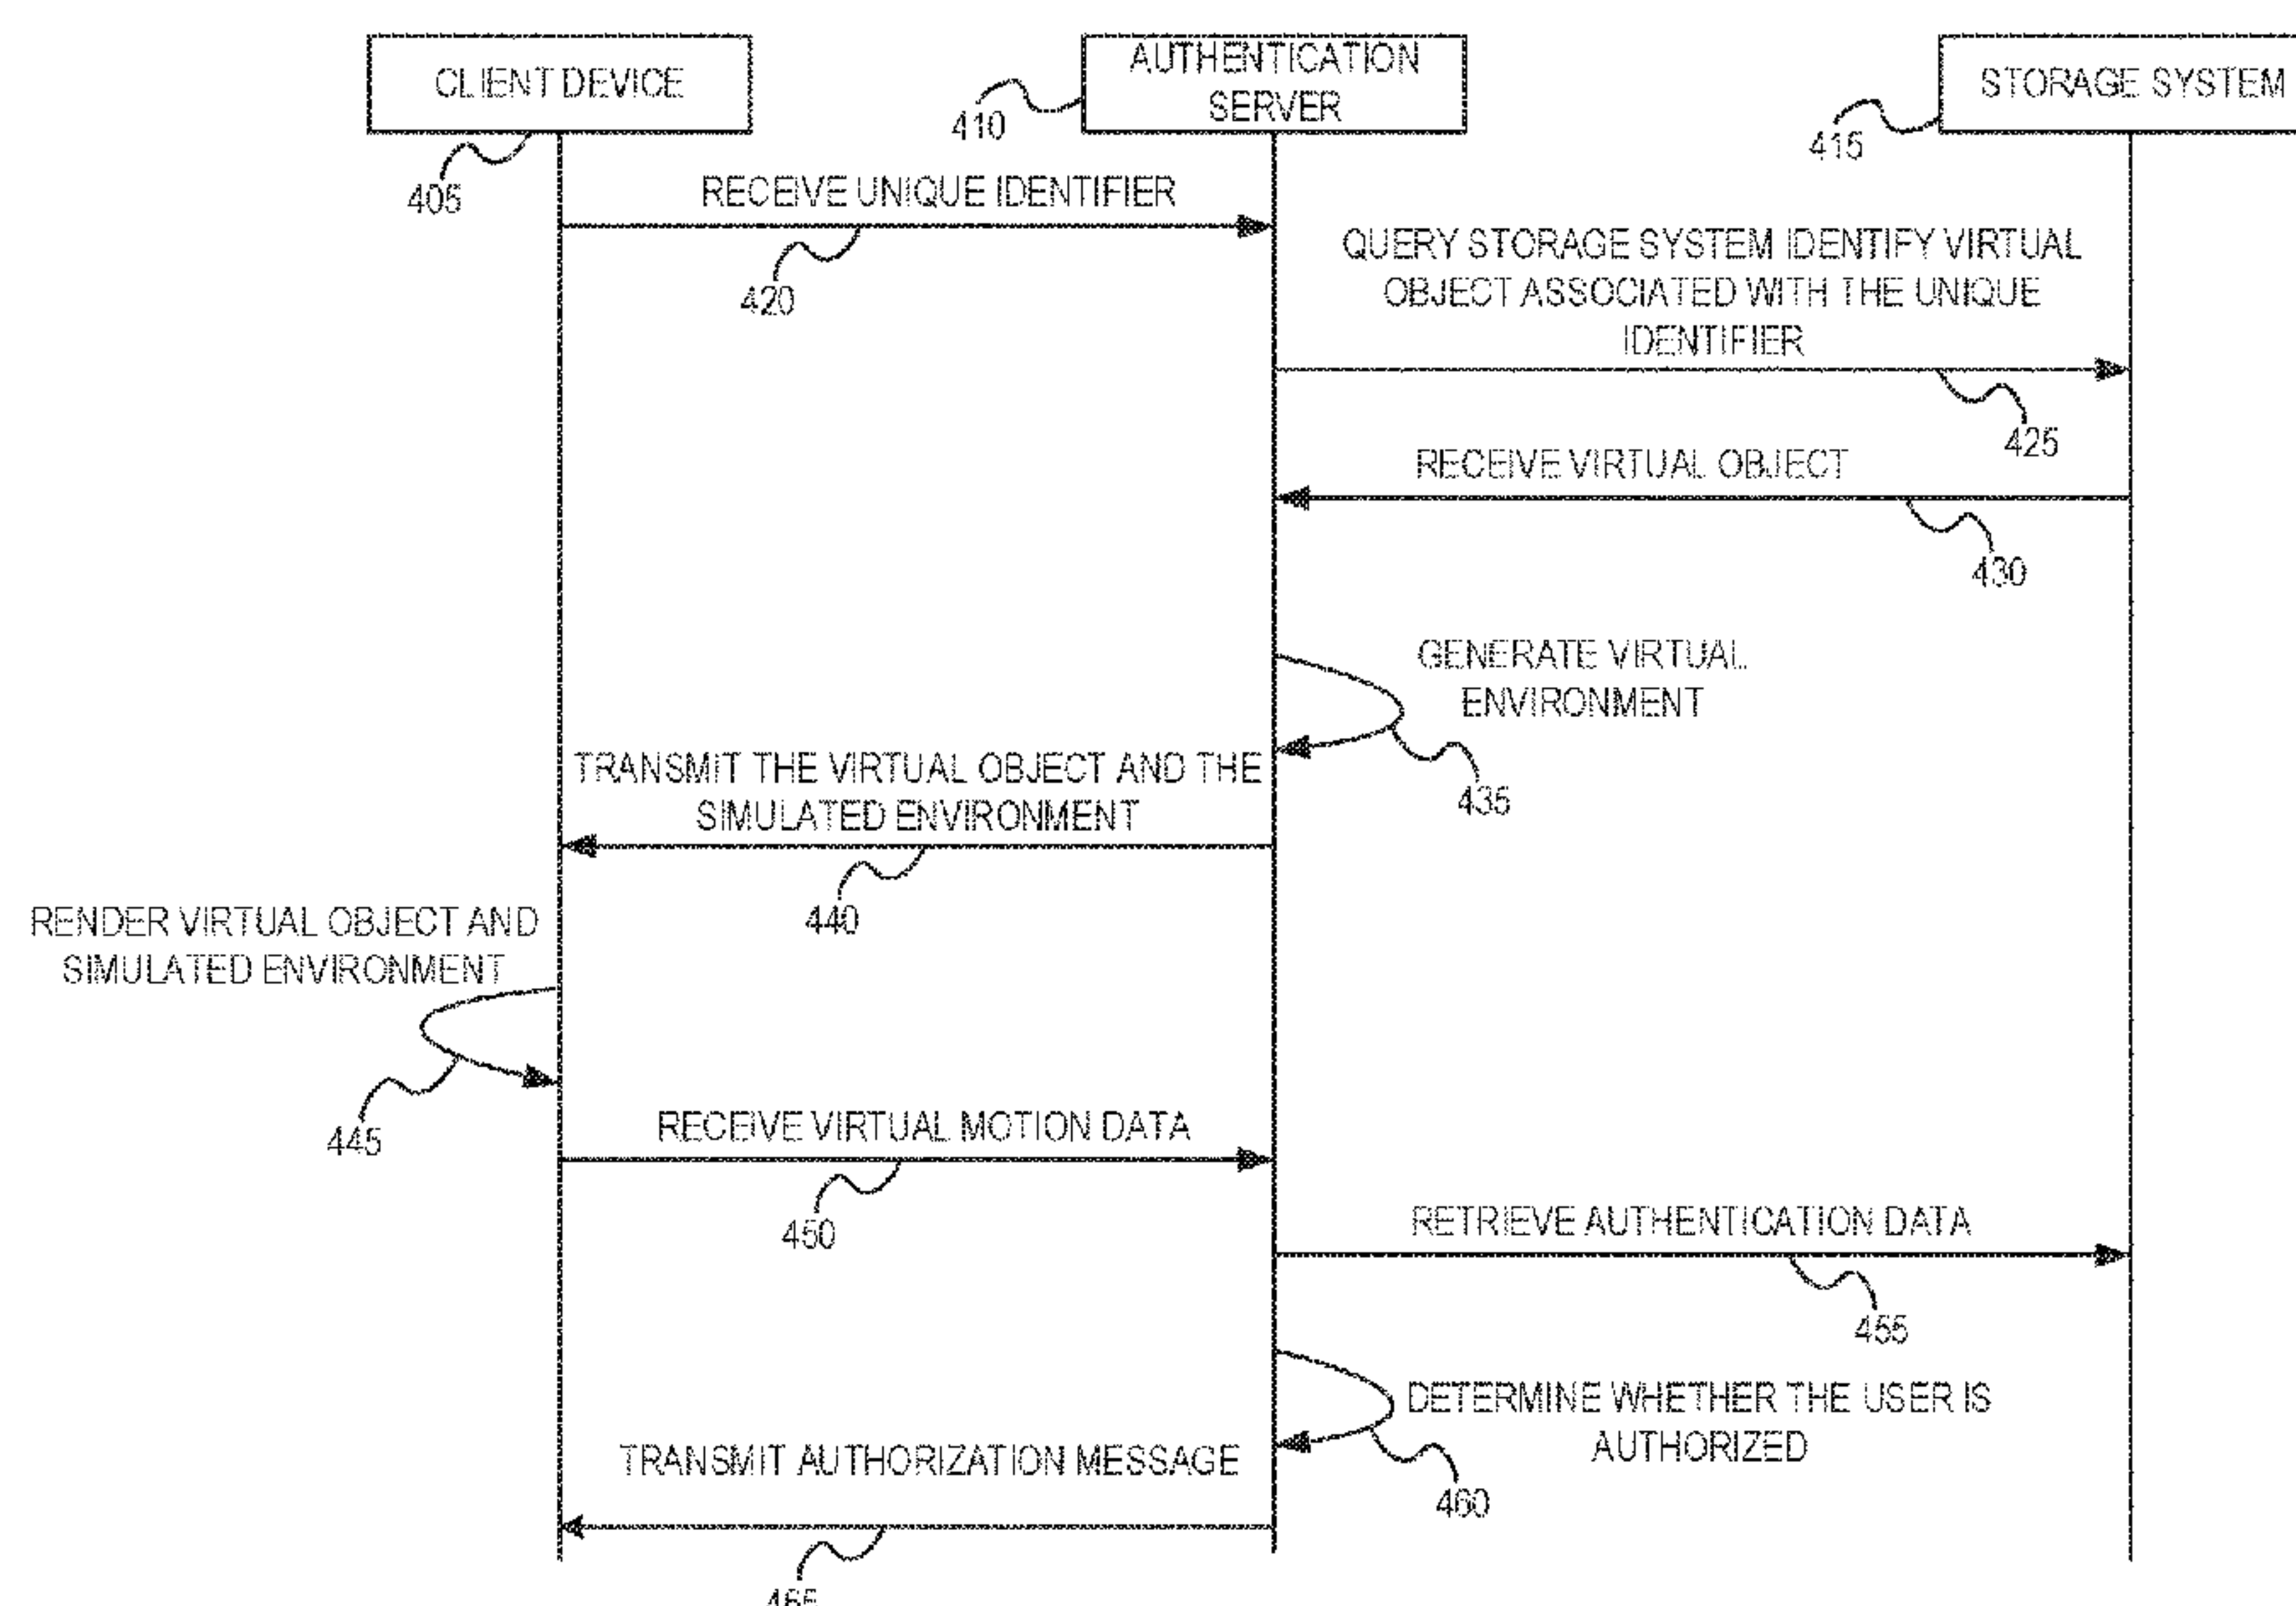 CLIENT DEVICE
AUTHENTICATION
SERVER
STORAGE SYSTEM
405
410
415
RECEIVE UNIQUE IDENTIFIER
420
QUERY STORAGE SYSTEM IDENTIFY VIRTUAL
OBJECT ASSOCIATED WITH THE UNIQUE
IDENTIFIER
425
RECEIVE VIRTUAL OBJECT
430
GENERATE VIRTUAL
ENVIRONMENT
435
TRANSMIT THE VIRTUAL OBJECT AND THE
SIMULATED ENVIRONMENT
440
RENDER VIRTUAL OBJECT AND
SIMULATED ENVIRONMENT
445
RECEIVE VIRTUAL MOTION DATA
450
RETRIEVE AUTHENTICATION DATA
455
DETERMINE WHETHER THE USER IS
AUTHORIZED
460
TRANSMIT AUTHORIZATION MESSAGE
465